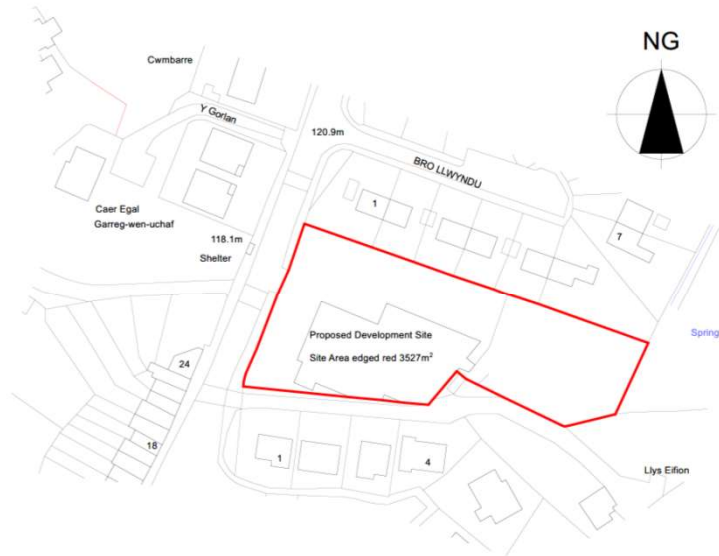 NG
Cwmbarre
Y Gorlan
120.9m
BRO LLWYNDU
1
Caer Egal
Garreg-wen-uchaf
7
118.1m
Shelter
Spring
Proposed Development Site
Site Area edged red 3527m²
24
18
1
4
Llys Eifion